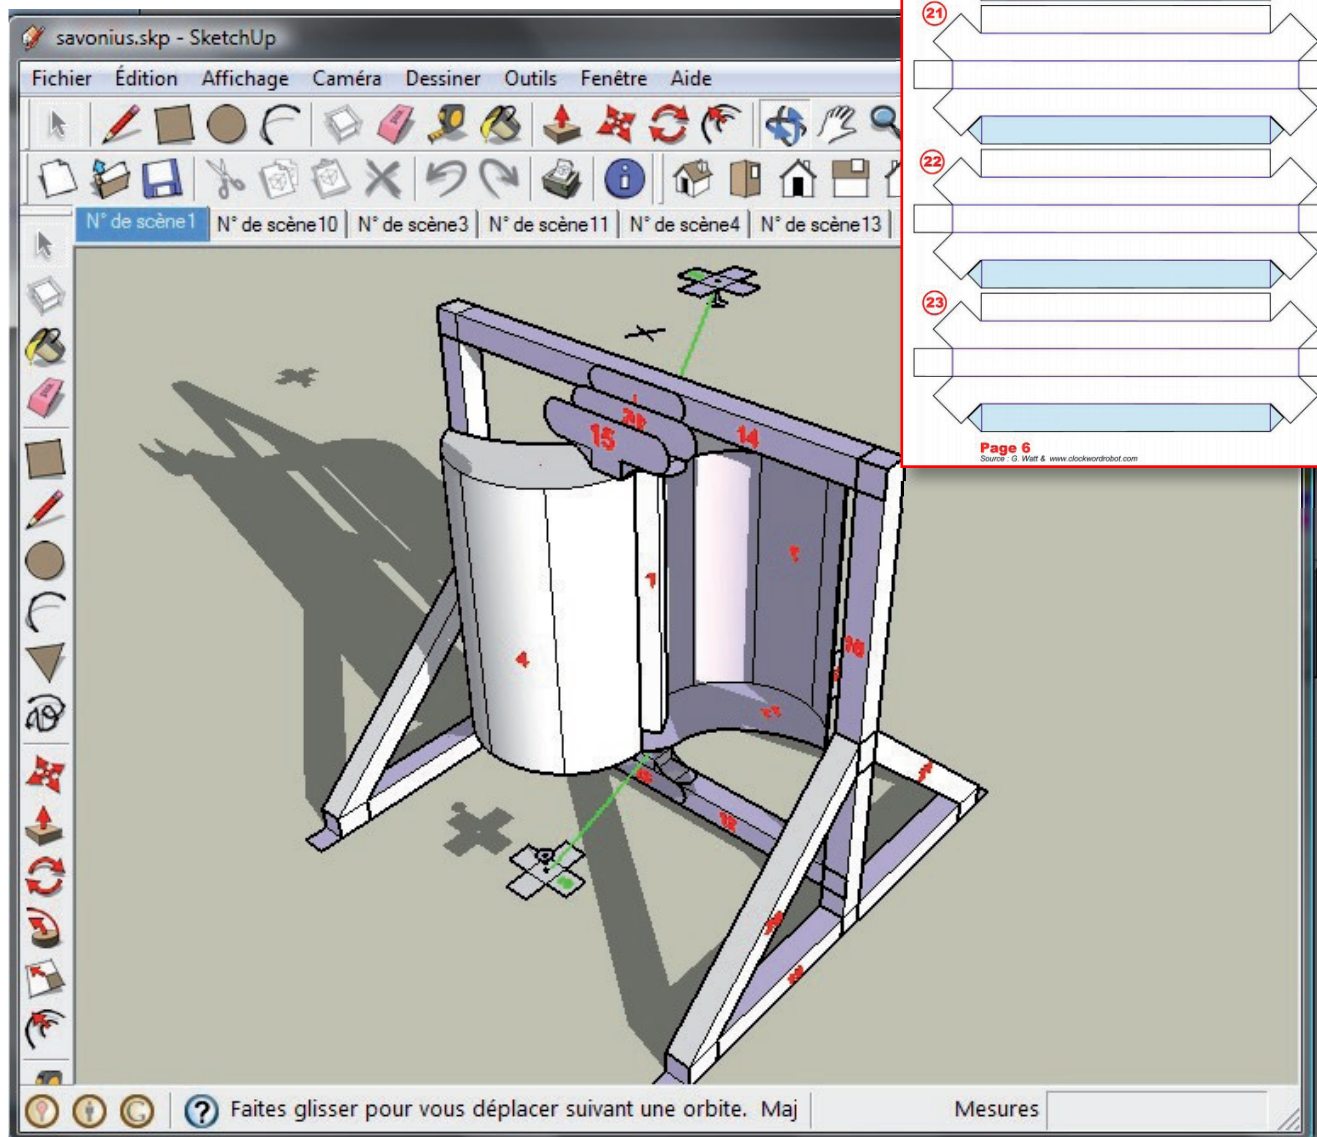 savonius.skp - SketchUp
Fichier Édition Affichage Caméra Dessiner Outils Fenêtre Aide
N° de scène1 N° de scène10 N° de scène3 N° de scène11 N° de scène4 N° de scène13
21
22
23
Page 6
Source : G. Watt & www.clockwordrobot.com
15
14
1
4
12
Faites glisser pour vous déplacer suivant une orbite. Maj
Mesures